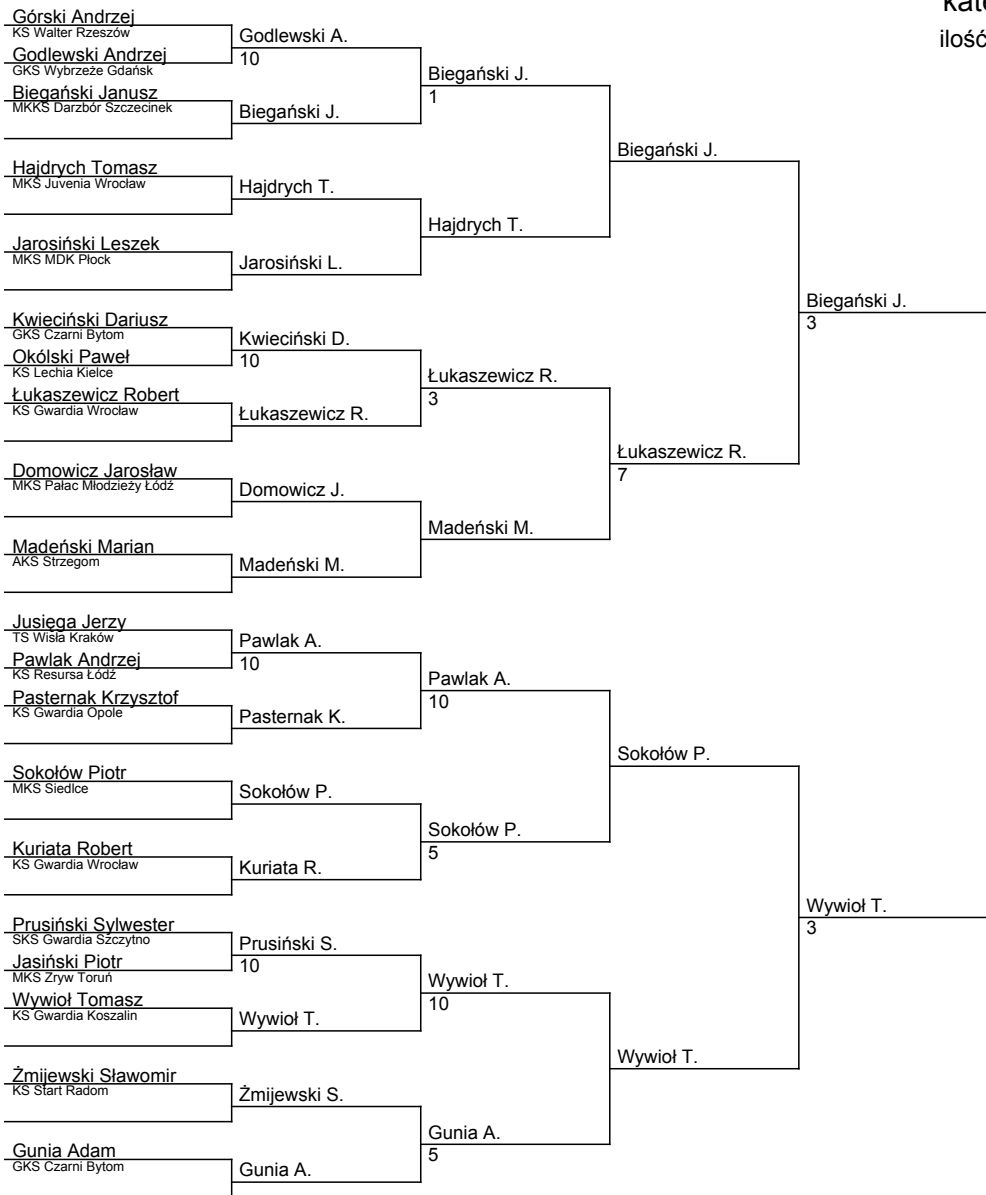 kate
ilość
Górski Andrzej
KS Walter Rzeszów
Godlewski Andrzej
GKS Wybrzeże Gdańsk
Biegański Janusz
MKKS Darzbór Szczecinek
Hajdrych Tomasz
MKS Juvenia Wrocław
Jarosiński Leszek
MKS MDK Płock
Kwieciński Dariusz
GKS Czarni Bytom
Okólski Paweł
KS Lechia Kielce
Łukaszewicz Robert
KS Gwardia Wrocław
Domowicz Jarosław
MKS Pałac Młodzieży Łódź
Madeński Marian
AKS Strzegom
Jusięga Jerzy
TS Wisła Kraków
Pawlak Andrzej
KS Resursa Łódź
Pasternak Krzysztof
KS Gwardia Opole
Sokołów Piotr
MKS Siedlce
Kuriata Robert
KS Gwardia Wrocław
Prusiński Sylwester
SKS Gwardia Szczytno
Jasiński Piotr
MKS Zryw Toruń
Wywioł Tomasz
KS Gwardia Koszalin
Żmijewski Sławomir
KS Start Radom
Gunia Adam
GKS Czarni Bytom
Godlewski A.
10
Biegański J.
Hajdrych T.
Jarosiński L.
Kwieciński D.
10
Łukaszewicz R.
Domowicz J.
Madeński M.
Pawlak A.
10
Pasternak K.
Sokołów P.
Kuriata R.
Prusiński S.
10
Wywioł T.
Żmijewski S.
Gunia A.
Biegański J.
1
Hajdrych T.
Łukaszewicz R.
3
Madeński M.
Pawlak A.
10
Sokołów P.
5
Wywioł T.
10
Gunia A.
5
Biegański J.
Łukaszewicz R.
7
Sokołów P.
Wywioł T.
Biegański J.
3
Wywioł T.
3